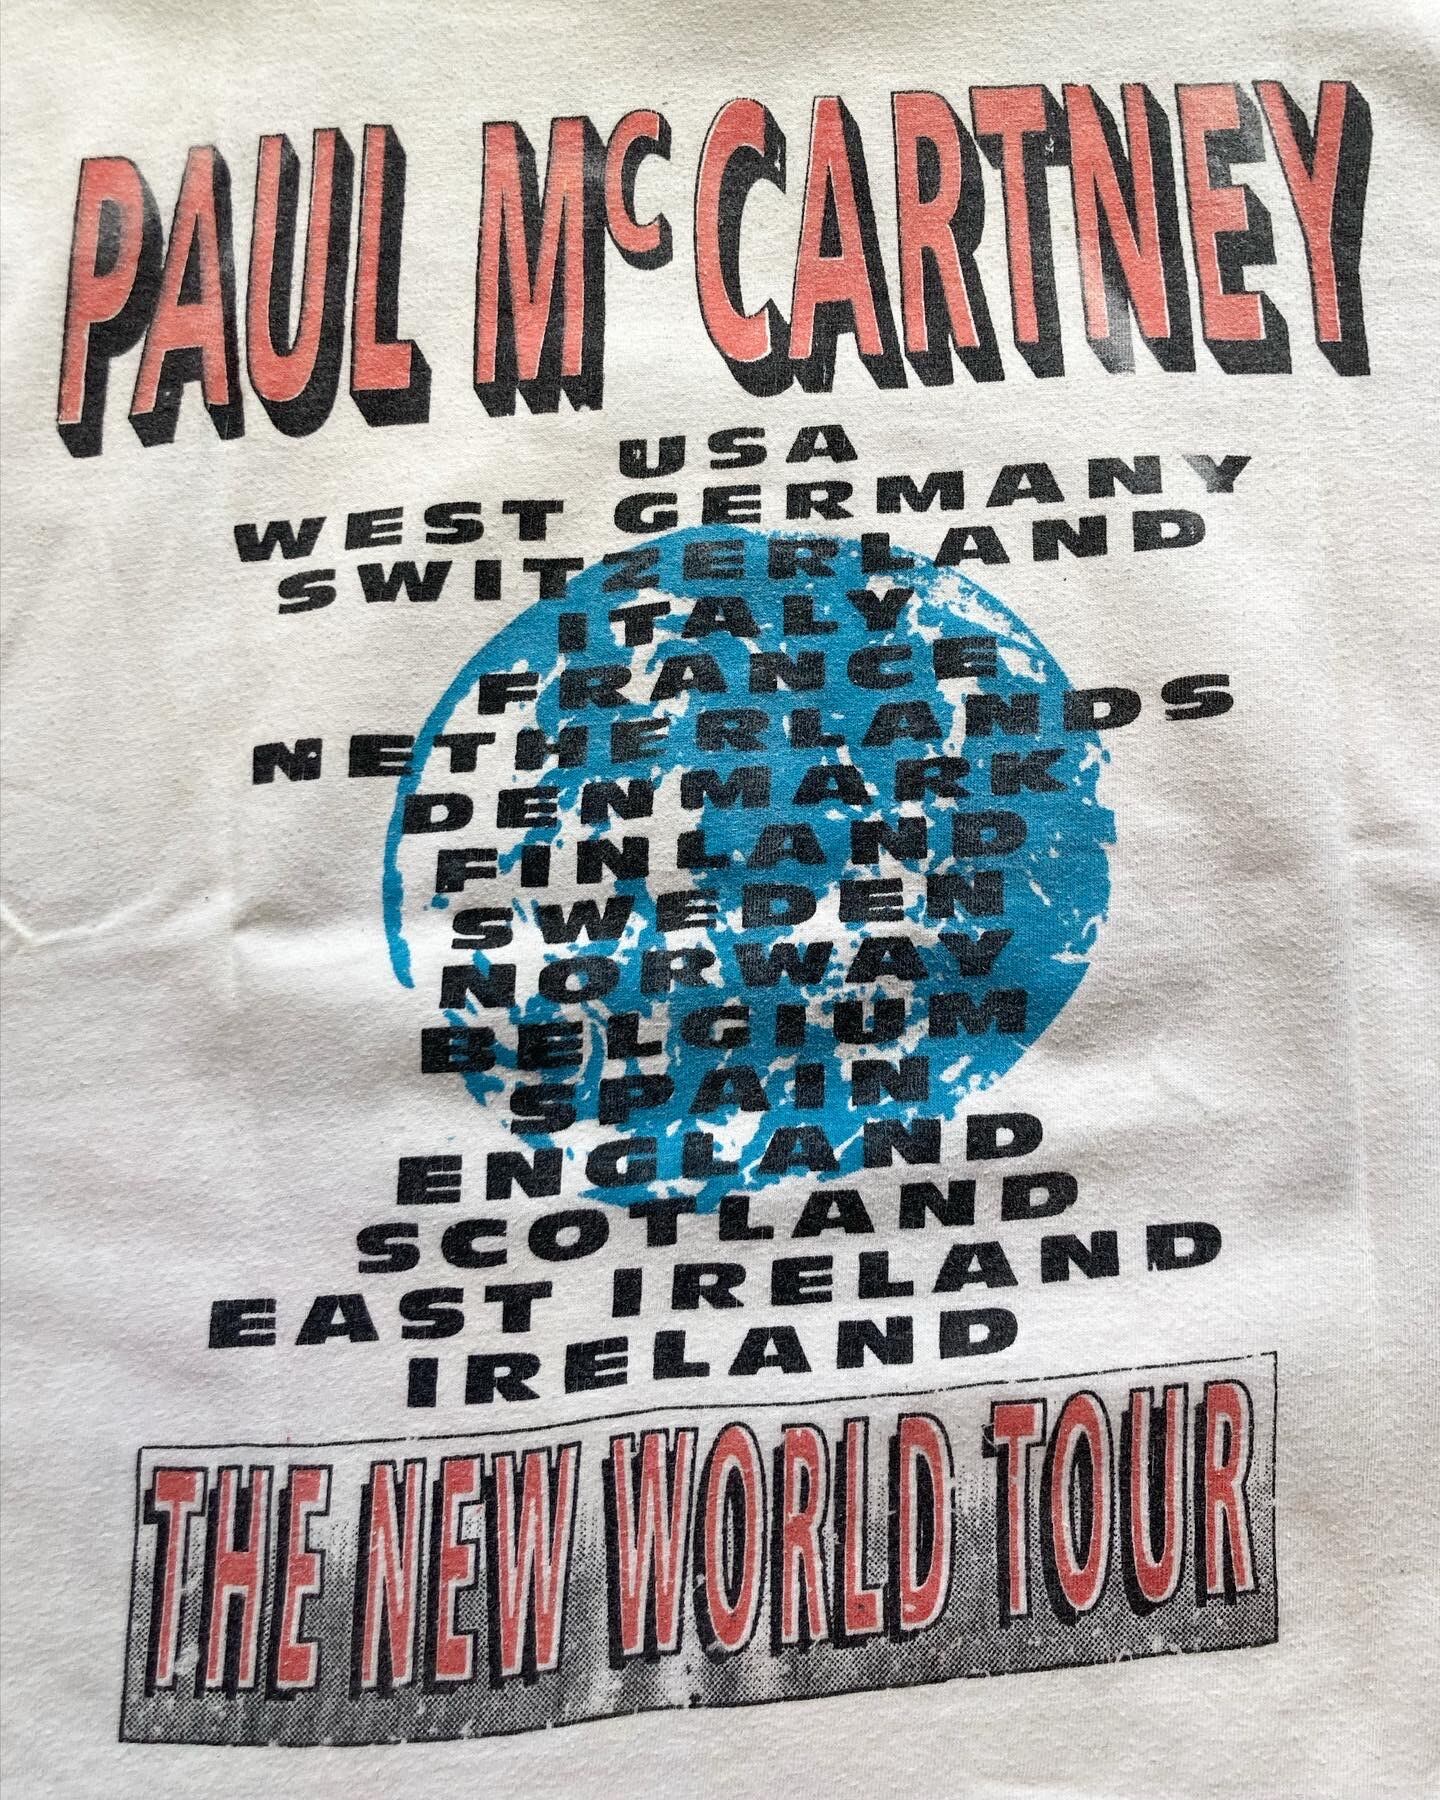 PAUL McCARTNEY
USA
WEST GERMANY
SWITZERLAND
ITALY
FRANCE
NETHERLANDS
DENMARK
FINLAND
SWEDEN
NORWAY
BELGIUM
SPAIN
ENGLAND
SCOTLAND
EAST IRELAND
IRELAND
THE NEW WORLD TOUR